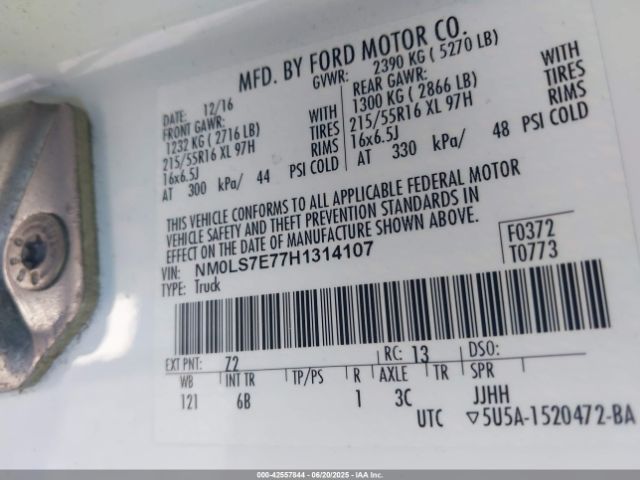 MFD. BY FORD MOTOR CO.
DATE: 12/16 GVWR: 2390 KG ( 5270 LB)
FRONT GAWR: REAR GAWR:
1232 KG ( 2716 LB) WITH 1300 KG ( 2866 LB) WITH
215/55R16 XL 97H TIRES 215/55R16 XL 97H TIRES
16x6.5J RIMS 16x6.5J RIMS
AT 300 kPa/ 44 PSI COLD AT 330 kPa/ 48 PSI COLD
THIS VEHICLE CONFORMS TO ALL APPLICABLE FEDERAL MOTOR
VEHICLE SAFETY AND THEFT PREVENTION STANDARDS IN
EFFECT ON THE DATE OF MANUFACTURE SHOWN ABOVE.
VIN: NM0LS7E77H1314107 F0372
TYPE: Truck T0773
EXT PNT: 72 RC: 13 DSO:
WB INT TR TP/PS R AXLE TR SPR
121 6B 1 3C JJHH
UTC ▽5U5A-1520472-BA
000-42557844 - 06/20/2025 - IAA Inc.